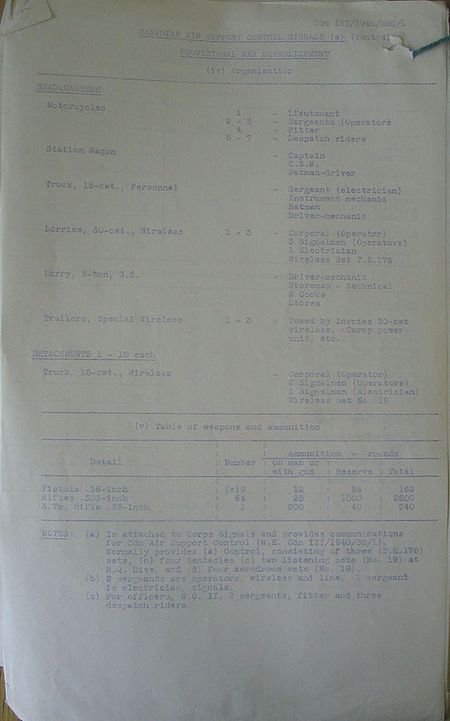 Cdn III/1940/22C/1
CANADIAN AIR SUPPORT CONTROL SIGNALS (a) (contd)
PROVISIONAL WAR ESTABLISHMENT
(iv) Organization
HEADQUARTERS
Motorcycles 1 - Lieutenant
2 - 3 - Sergeants (Operators
4 - Fitter
5 - 7 - Despatch riders
Station Wagon - Captain
C.S.M.
Batman-driver
Truck, 15-cwt., Personnel - Sergeant (electrician)
Instrument mechanic
Batman
Driver-mechanic
Lorries, 30-cwt., Wireless 1 - 3 - Corporal (Operator)
3 Signalmen (Operators)
1 Electrician
Wireless Set T.E.176
Lorry, 3-ton, G.S. - Driver-mechanic
Storeman - technical
2 Cooks
Stores
Trailers, Special Wireless 1 - 3 - Towed by lorries 30-cwt
wireless. Carry power
unit, etc.
DETACHMENTS 1 - 10 each
Truck, 15-cwt., Wireless - Corporal (Operator)
2 Signalmen (Operators)
1 Signalman (Electrician)
Wireless Set No. 19
(v) Table of weapons and ammunition
Ammunition - rounds
Detail : Number : On man or
with gun : Reserve : Total
Pistols .38-inch : (c)9 : 12 : 54 : 162
Rifles .303-inch : 64 : 25 : 1000 : 2600
A.Tk. Rifle .55-inch : 1 : 200 : 40 : 240
NOTES: (a) Is attached to Corps Signals and provides communications
for Cdn Air Support Control (W.E. Cdn III/1940/
Normally provides (a) Control, consisting of three (T.E.176)
sets, (b) four tentacles (c) two listening sets (No. 19) at
H.Q. Divs, and (d) four aerodrome sets (No. 19).
(b) 2 sergeants are operators, wireless and line. 1 sergeant
is electrician, signals.
(c) For officers, W.O. II, 2 sergeants, fitter and three
despatch riders.